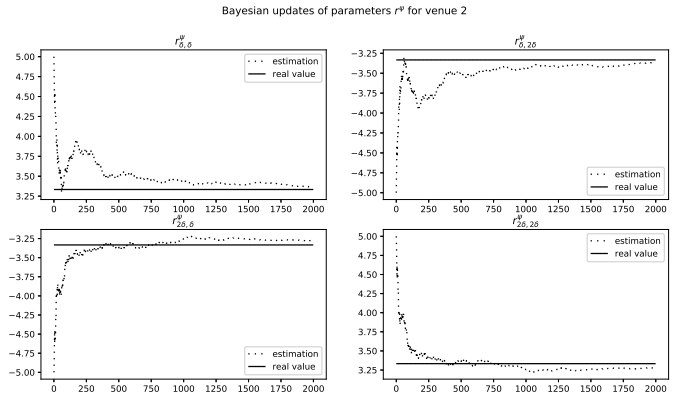 Bayesian updates of parameters r^ψ for venue 2
r^ψ_{δ,δ}
5.00
4.75
4.50
4.25
4.00
3.75
3.50
3.25
estimation
real value
0 250 500 750 1000 1250 1500 1750 2000
r^ψ_{δ,2δ}
−3.25
−3.50
−3.75
−4.00
−4.25
−4.50
−4.75
−5.00
estimation
real value
0 250 500 750 1000 1250 1500 1750 2000
r^ψ_{2δ,δ}
−3.25
−3.50
−3.75
−4.00
−4.25
−4.50
−4.75
−5.00
estimation
real value
0 250 500 750 1000 1250 1500 1750 2000
r^ψ_{2δ,2δ}
5.00
4.75
4.50
4.25
4.00
3.75
3.50
3.25
estimation
real value
0 250 500 750 1000 1250 1500 1750 2000